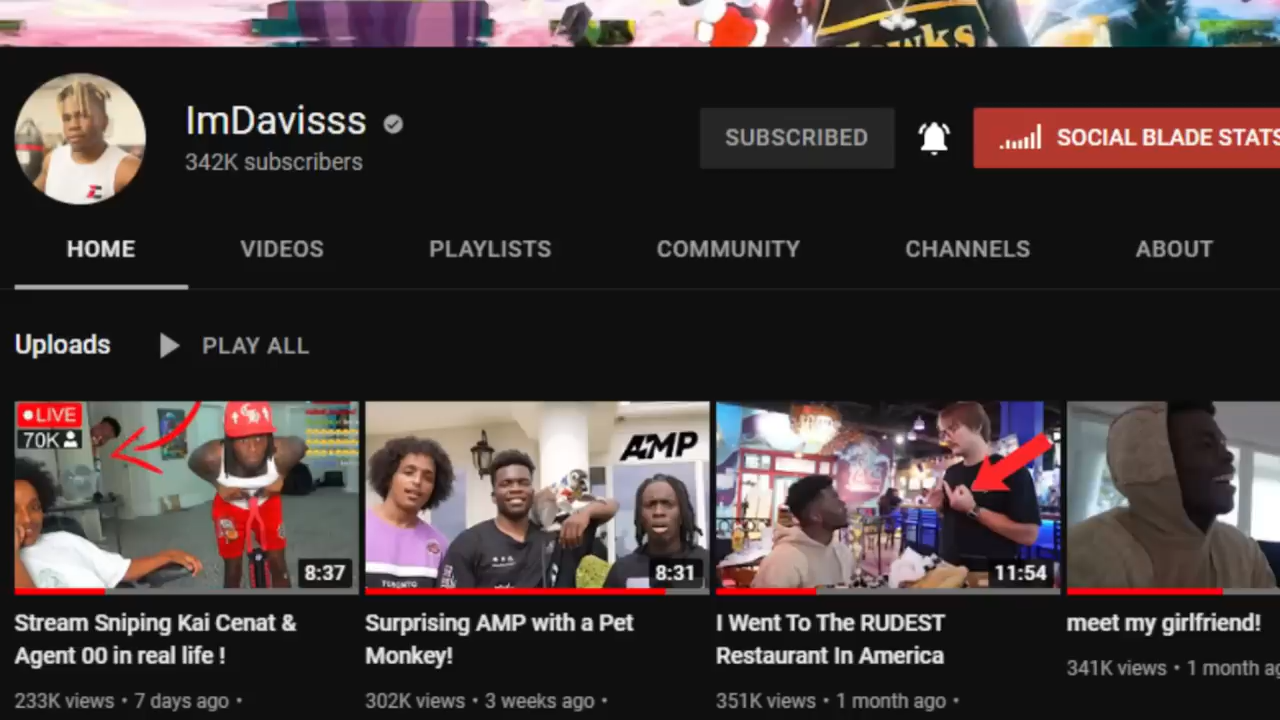 Hawks
ImDavisss
342K subscribers
SUBSCRIBED
SOCIAL BLADE STATS
HOME
VIDEOS
PLAYLISTS
COMMUNITY
CHANNELS
ABOUT
Uploads
PLAY ALL
LIVE
70K
8:37
AMP
TORONTO
8:31
11:54
Stream Sniping Kai Cenat &
Agent 00 in real life !
233K views • 7 days ago •
Surprising AMP with a Pet
Monkey!
302K views • 3 weeks ago •
I Went To The RUDEST
Restaurant In America
351K views • 1 month ago •
meet my girlfriend!
341K views • 1 month ag